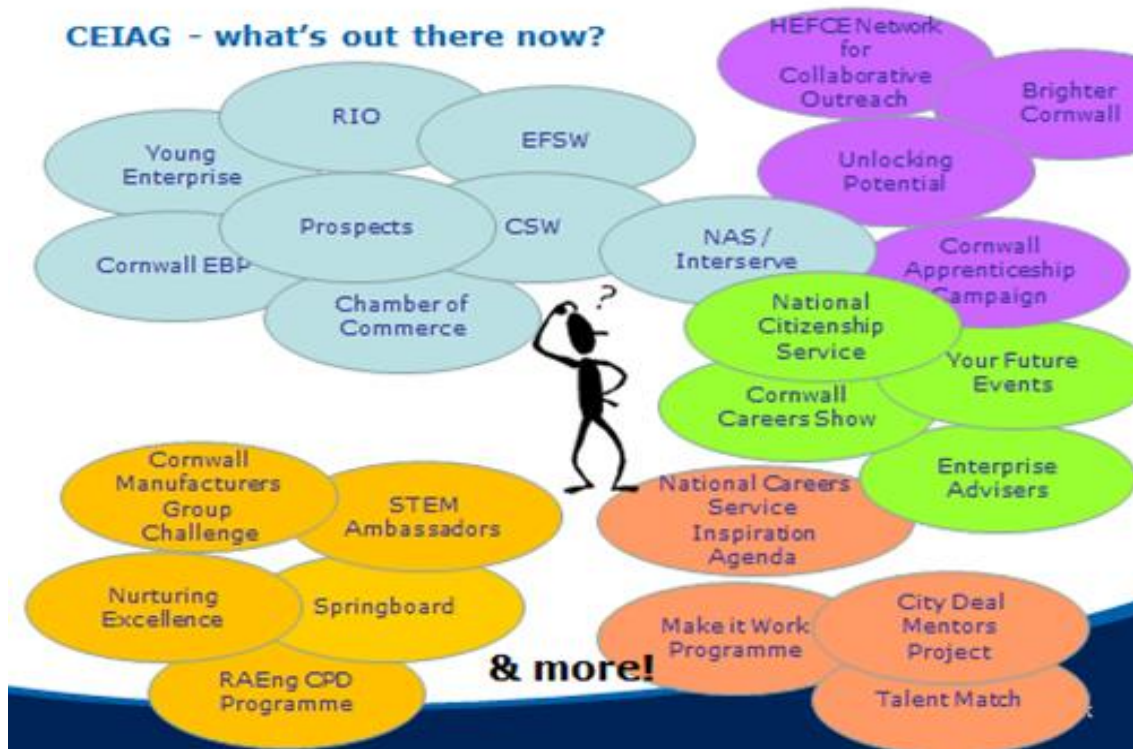 CEIAG - what's out there now?
RIO
EFSW
Young
Enterprise
Prospects
CSW
Cornwall EBP
Chamber of
Commerce
NAS /
Interserve
HEFCE Network
for
Collaborative
Outreach
Brighter
Cornwall
Unlocking
Potential
Cornwall
Apprenticeship
Campaign
?
National
Citizenship
Service
Your Future
Events
Cornwall
Careers Show
Enterprise
Advisers
Cornwall
Manufacturers
Group
Challenge
STEM
Ambassadors
Nurturing
Excellence
Springboard
RAEng CPD
Programme
National Careers
Service
Inspiration
Agenda
Make it Work
Programme
City Deal
Mentors
Project
Talent Match
& more!